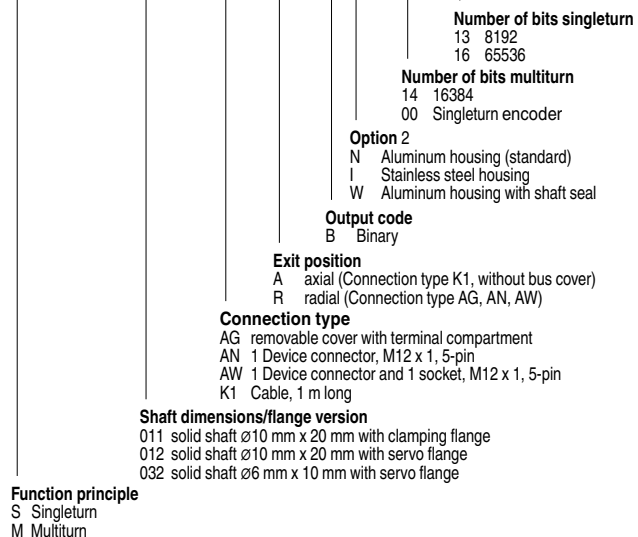 Number of bits singleturn
13 8192
16 65536
Number of bits multiturn
14 16384
00 Singleturn encoder
Option 2
N Aluminum housing (standard)
I Stainless steel housing
W Aluminum housing with shaft seal
Output code
B Binary
Exit position
A axial (Connection type K1, without bus cover)
R radial (Connection type AG, AN, AW)
Connection type
AG removable cover with terminal compartment
AN 1 Device connector, M12 x 1, 5-pin
AW 1 Device connector and 1 socket, M12 x 1, 5-pin
K1 Cable, 1 m long
Shaft dimensions/flange version
011 solid shaft ⌀10 mm x 20 mm with clamping flange
012 solid shaft ⌀10 mm x 20 mm with servo flange
032 solid shaft ⌀6 mm x 10 mm with servo flange
Function principle
S Singleturn
M Multiturn